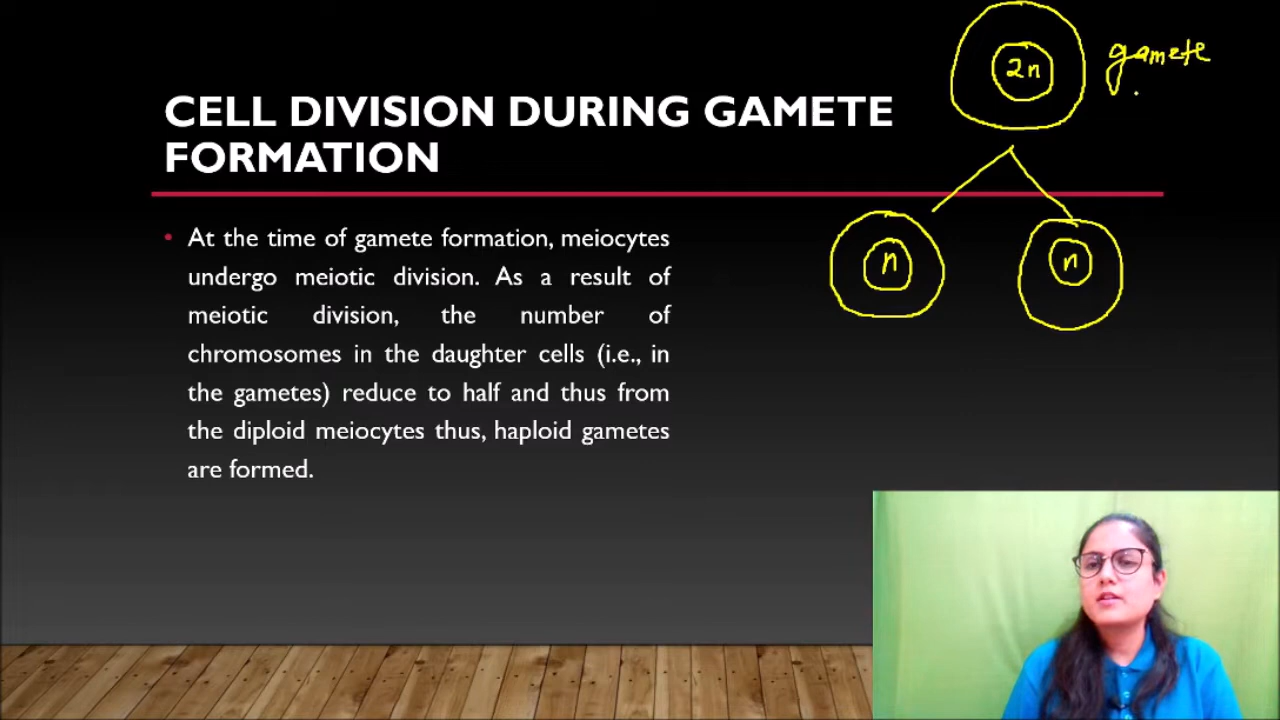 CELL DIVISION DURING GAMETE
FORMATION
• At the time of gamete formation, meiocytes
undergo meiotic division. As a result of
meiotic division, the number of
chromosomes in the daughter cells (i.e., in
the gametes) reduce to half and thus from
the diploid meiocytes thus, haploid gametes
are formed.
2n
gamete
n
n